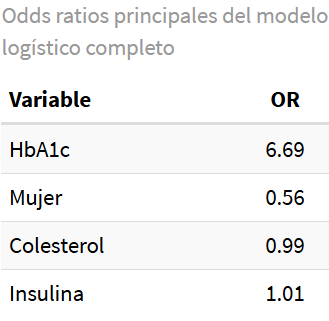 Odds ratios principales del modelo
logístico completo
Variable OR
HbA1c 6.69
Mujer 0.56
Colesterol 0.99
Insulina 1.01